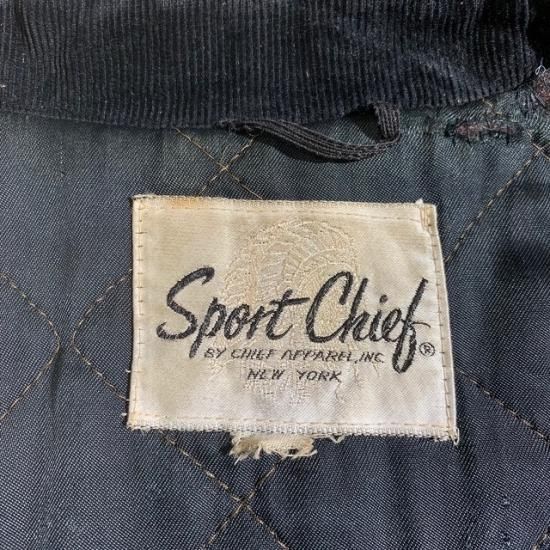 Sport Chief®
BY CHIEF APPAREL, INC.
NEW YORK